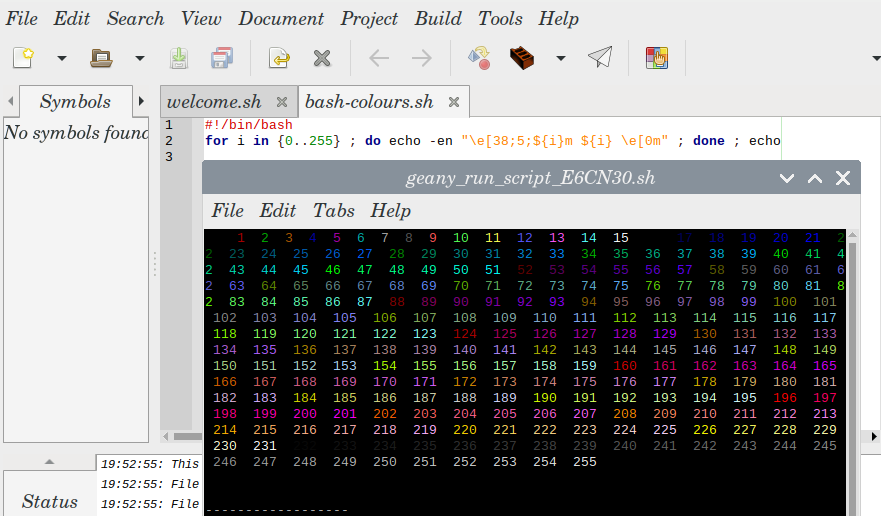 File Edit Search View Document Project Build Tools Help
Symbols
welcome.sh
bash-colours.sh
No symbols found
1 #!/bin/bash
2 for i in {0..255} ; do echo -en "\e[38;5;${i}m ${i} \e[0m" ; done ; echo
3
geany_run_script_E6CN30.sh
File Edit Tabs Help
1 2 3 4 5 6 7 8 9 10 11 12 13 14 15 17 18 19 20 21 2
2 23 24 25 26 27 28 29 30 31 32 33 34 35 36 37 38 39 40 41 4
2 43 44 45 46 47 48 49 50 51 52 53 54 55 56 57 58 59 60 61 6
2 63 64 65 66 67 68 69 70 71 72 73 74 75 76 77 78 79 80 81 8
2 83 84 85 86 87 88 89 90 91 92 93 94 95 96 97 98 99 100 101
102 103 104 105 106 107 108 109 110 111 112 113 114 115 116 117
118 119 120 121 122 123 124 125 126 127 128 129 130 131 132 133
134 135 136 137 138 139 140 141 142 143 144 145 146 147 148 149
150 151 152 153 154 155 156 157 158 159 160 161 162 163 164 165
166 167 168 169 170 171 172 173 174 175 176 177 178 179 180 181
182 183 184 185 186 187 188 189 190 191 192 193 194 195 196 197
198 199 200 201 202 203 204 205 206 207 208 209 210 211 212 213
214 215 216 217 218 219 220 221 222 223 224 225 226 227 228 229
230 231 233 234 235 236 237 238 239 240 241 242 243 244 245
246 247 248 249 250 251 252 253 254 255
------------------
Status
19:52:55: This
19:52:55: File
19:52:55: File